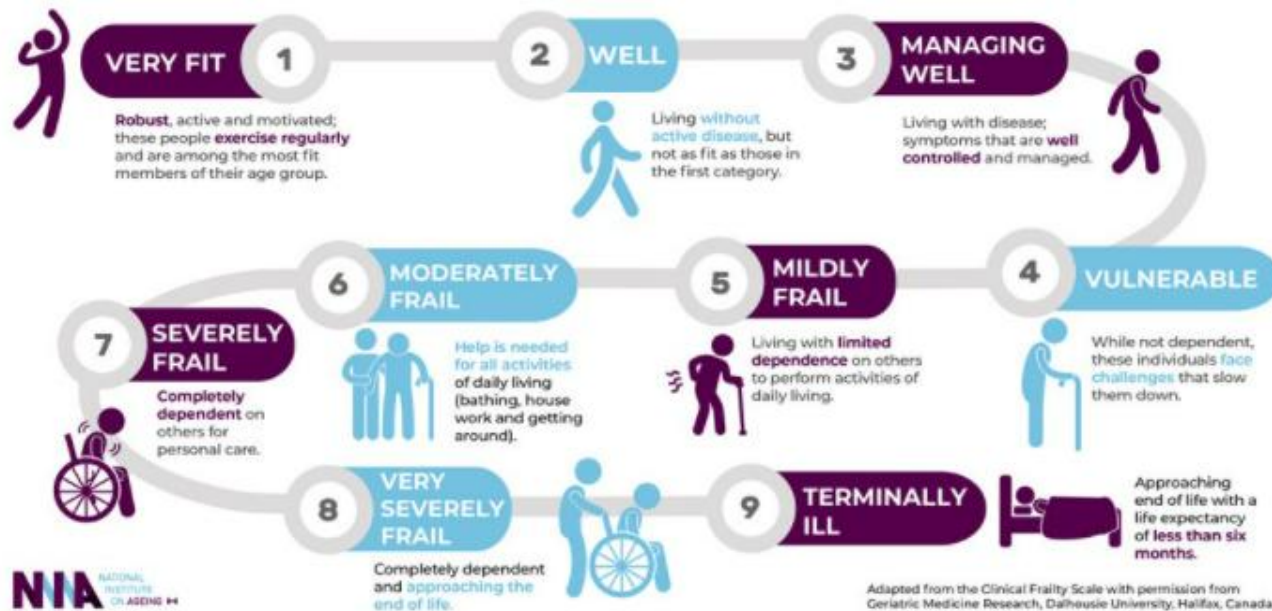 VERY FIT
1
Robust, active and motivated;
these people exercise regularly
and are among the most fit
members of their age group.
2
WELL
Living without
active disease, but
not as fit as those in
the first category.
3
MANAGING
WELL
Living with disease;
symptoms that are well
controlled and managed.
4
VULNERABLE
While not dependent,
these individuals face
challenges that slow
them down.
5
MILDLY
FRAIL
Living with limited
dependence on others
to perform activities of
daily living.
6
MODERATELY
FRAIL
Help is needed
for all activities
of daily living
(bathing, house
work and getting
around).
7
SEVERELY
FRAIL
Completely
dependent on
others for
personal care.
8
VERY
SEVERELY
FRAIL
Completely dependent
and approaching the
end of life.
9
TERMINALLY
ILL
Approaching
end of life with a
life expectancy
of less than six
months.
NIA NATIONAL
INSTITUTE
ON AGEING
Adapted from the Clinical Frailty Scale with permission from
Geriatric Medicine Research, Dalhousie University, Halifax, Canada